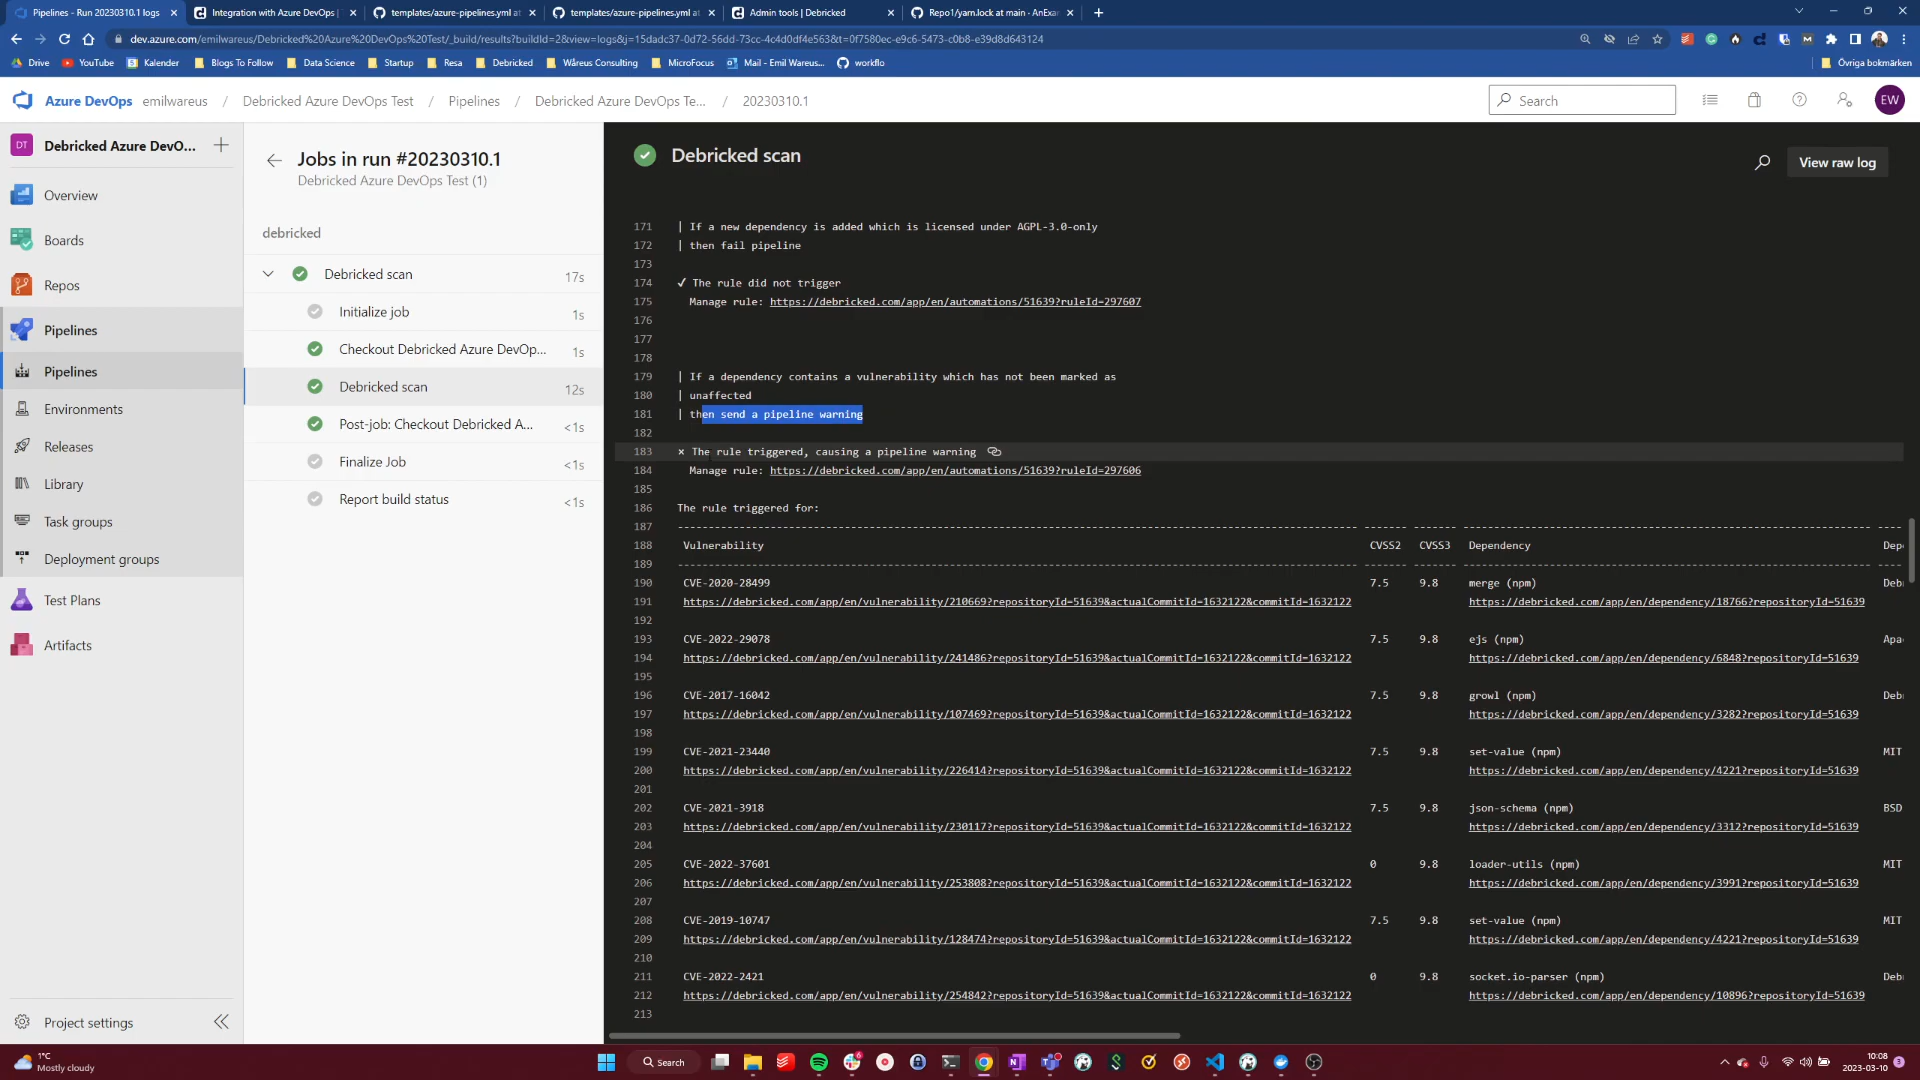 Pipelines - Run 20230310.1 logs
Integration with Azure DevOps |
templates/azure-pipelines.yml at
templates/azure-pipelines.yml at
Admin tools | Debricked
Repo1/yarn.lock at main · AnExa
dev.azure.com/emilwareus/Debricked%20Azure%20DevOps%20Test/_build/results?buildId=2&view=logs&j=15dadc37-0d72-56dd-73cc-4c4d0df4e563&t=0f7580ec-e9c6-5473-c0b8-e39d8d643124
Drive
YouTube
Kalender
Blogs To Follow
Data Science
Startup
Resa
Debricked
Wåreus Consulting
MicroFocus
Mail - Emil Wareus...
workflo
Övriga bokmärken
Azure DevOps
emilwareus / Debricked Azure DevOps Test / Pipelines / Debricked Azure DevOps Te... / 20230310.1
Search
EW
DT
Debricked Azure DevO...
Overview
Boards
Repos
Pipelines
Pipelines
Environments
Releases
Library
Task groups
Deployment groups
Test Plans
Artifacts
Project settings
Jobs in run #20230310.1
Debricked Azure DevOps Test (1)
debricked
Debricked scan 17s
Initialize job 1s
Checkout Debricked Azure DevOp... 1s
Debricked scan 12s
Post-job: Checkout Debricked A... <1s
Finalize Job <1s
Report build status <1s
Debricked scan
View raw log
171 | If a new dependency is added which is licensed under AGPL-3.0-only
172 | then fail pipeline
173
174 ✓ The rule did not trigger
175 Manage rule: https://debricked.com/app/en/automations/51639?ruleId=297607
176
177
178
179 | If a dependency contains a vulnerability which has not been marked as
180 | unaffected
181 | then send a pipeline warning
182
183 × The rule triggered, causing a pipeline warning
184 Manage rule: https://debricked.com/app/en/automations/51639?ruleId=297606
185
186 The rule triggered for:
187
188 Vulnerability CVSS2 CVSS3 Dependency Depe
189
190 CVE-2020-28499 7.5 9.8 merge (npm) Deb
191 https://debricked.com/app/en/vulnerability/210669?repositoryId=51639&actualCommitId=1632122&commitId=1632122 https://debricked.com/app/en/dependency/18766?repositoryId=51639
192
193 CVE-2022-29078 7.5 9.8 ejs (npm) Apa
194 https://debricked.com/app/en/vulnerability/241486?repositoryId=51639&actualCommitId=1632122&commitId=1632122 https://debricked.com/app/en/dependency/6848?repositoryId=51639
195
196 CVE-2017-16042 7.5 9.8 growl (npm) Deb
197 https://debricked.com/app/en/vulnerability/107469?repositoryId=51639&actualCommitId=1632122&commitId=1632122 https://debricked.com/app/en/dependency/3282?repositoryId=51639
198
199 CVE-2021-23440 7.5 9.8 set-value (npm) MIT
200 https://debricked.com/app/en/vulnerability/226414?repositoryId=51639&actualCommitId=1632122&commitId=1632122 https://debricked.com/app/en/dependency/4221?repositoryId=51639
201
202 CVE-2021-3918 7.5 9.8 json-schema (npm) BSD
203 https://debricked.com/app/en/vulnerability/230117?repositoryId=51639&actualCommitId=1632122&commitId=1632122 https://debricked.com/app/en/dependency/3312?repositoryId=51639
204
205 CVE-2022-37601 0 9.8 loader-utils (npm) MIT
206 https://debricked.com/app/en/vulnerability/253808?repositoryId=51639&actualCommitId=1632122&commitId=1632122 https://debricked.com/app/en/dependency/3991?repositoryId=51639
207
208 CVE-2019-10747 7.5 9.8 set-value (npm) MIT
209 https://debricked.com/app/en/vulnerability/128474?repositoryId=51639&actualCommitId=1632122&commitId=1632122 https://debricked.com/app/en/dependency/4221?repositoryId=51639
210
211 CVE-2022-2421 0 9.8 socket.io-parser (npm) Deb
212 https://debricked.com/app/en/vulnerability/254842?repositoryId=51639&actualCommitId=1632122&commitId=1632122 https://debricked.com/app/en/dependency/10896?repositoryId=51639
213
1°C
Mostly cloudy
Search
10:08
2023-03-10